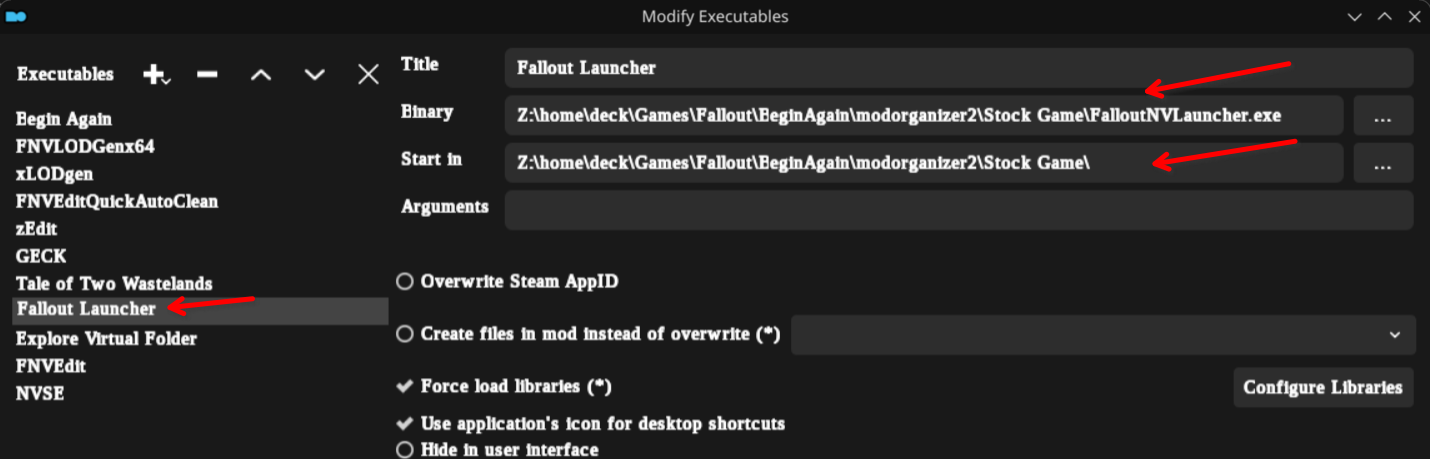 Modify Executables
Executables
Begin Again
FNVLODGenx64
xLODgen
FNVEditQuickAutoClean
zEdit
GECK
Tale of Two Wastelands
Fallout Launcher
Explore Virtual Folder
FNVEdit
NVSE
Title
Fallout Launcher
Binary
Z:\home\deck\Games\Fallout\BeginAgain\modorganizer2\Stock Game\FalloutNVLauncher.exe
...
Start in
Z:\home\deck\Games\Fallout\BeginAgain\modorganizer2\Stock Game\
...
Arguments
Overwrite Steam AppID
Create files in mod instead of overwrite (*)
Force load libraries (*)
Configure Libraries
Use application's icon for desktop shortcuts
Hide in user interface